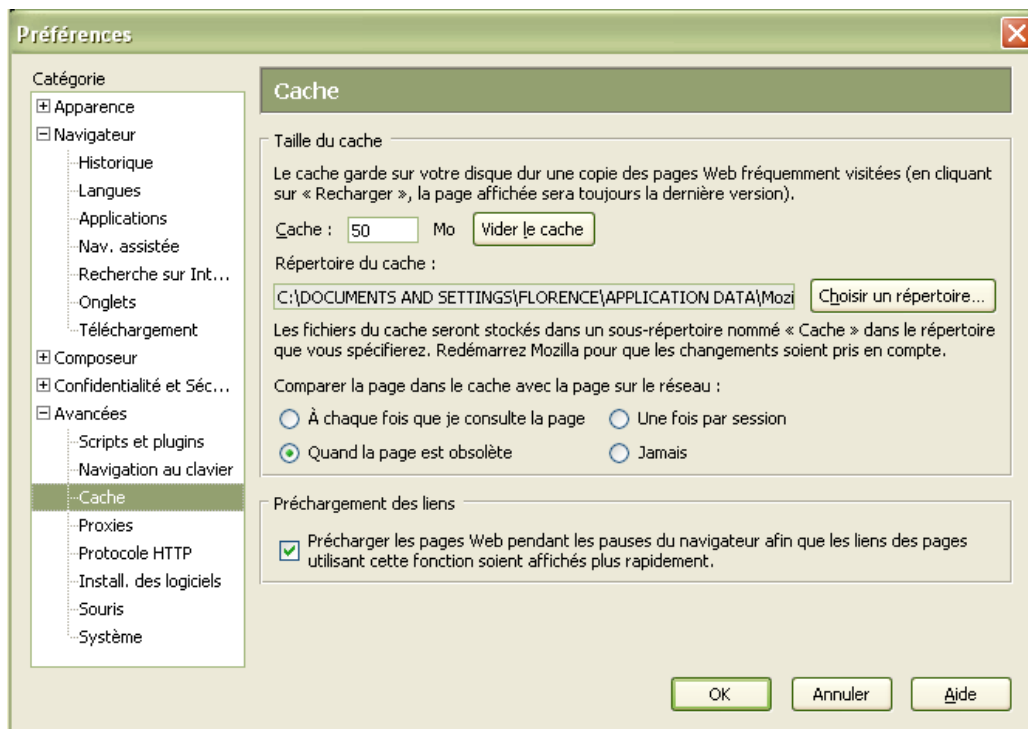 Préférences
Catégorie
Apparence
Navigateur
Historique
Langues
Applications
Nav. assistée
Recherche sur Int...
Onglets
Téléchargement
Composeur
Confidentialité et Séc...
Avancées
Scripts et plugins
Navigation au clavier
Cache
Proxies
Protocole HTTP
Install. des logiciels
Souris
Système
Cache
Taille du cache
Le cache garde sur votre disque dur une copie des pages Web fréquemment visitées (en cliquant
sur « Recharger », la page affichée sera toujours la dernière version).
Cache : 50 Mo Vider le cache
Répertoire du cache :
C:\DOCUMENTS AND SETTINGS\FLORENCE\APPLICATION DATA\Mozi Choisir un répertoire...
Les fichiers du cache seront stockés dans un sous-répertoire nommé « Cache » dans le répertoire
que vous spécifierez. Redémarrez Mozilla pour que les changements soient pris en compte.
Comparer la page dans le cache avec la page sur le réseau :
À chaque fois que je consulte la page Une fois par session
Quand la page est obsolète Jamais
Préchargement des liens
Précharger les pages Web pendant les pauses du navigateur afin que les liens des pages
utilisant cette fonction soient affichés plus rapidement.
OK Annuler Aide